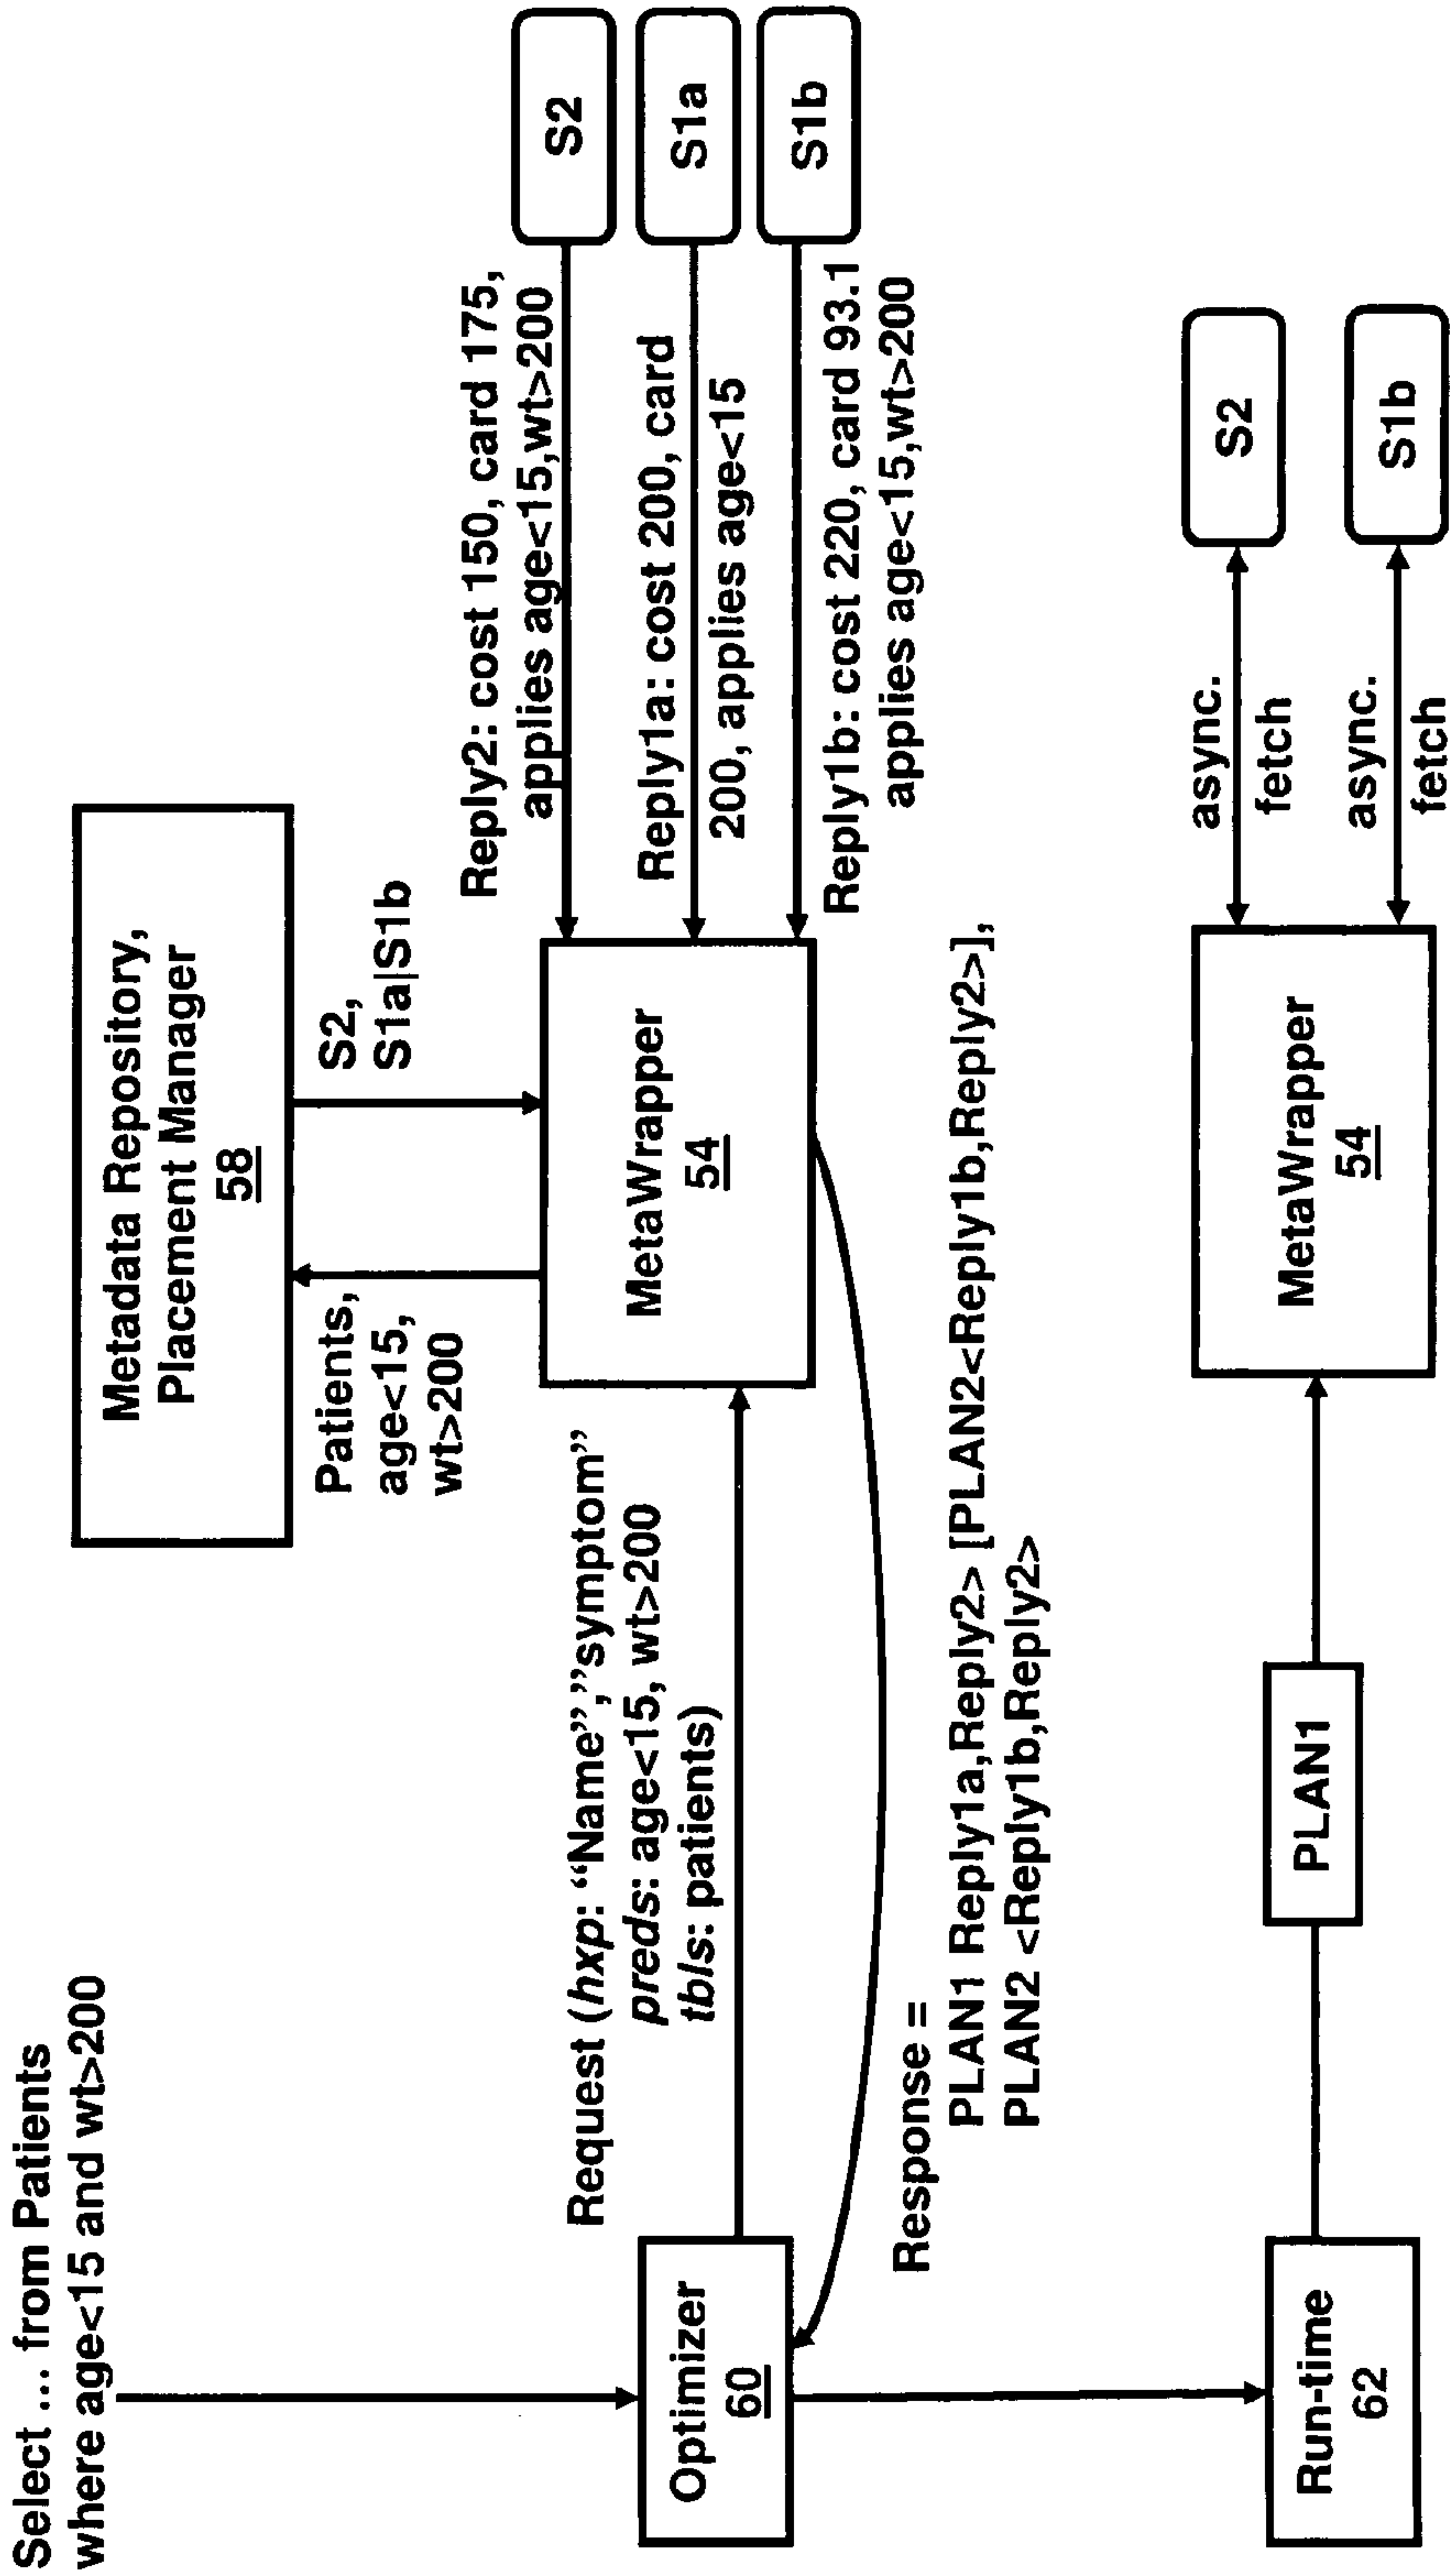 Select ... from Patients
where age<15 and wt>200
Metadata Repository,
Placement Manager
58
Patients,
age<15,
wt>200
S2,
S1a|S1b
Optimizer
60
Request (hxp: “Name”,”symptom”
preds: age<15, wt>200
tbls: patients)
MetaWrapper
54
Reply2: cost 150, card 175,
applies age<15,wt>200
S2
Reply1a: cost 200, card
200, applies age<15
S1a
Reply1b: cost 220, card 93.1
applies age<15,wt>200
S1b
Response =
PLAN1 Reply1a,Reply2> [PLAN2<Reply1b,Reply2>],
PLAN2 <Reply1b,Reply2>
Run-time
62
PLAN1
MetaWrapper
54
async.
fetch
S2
async.
fetch
S1b